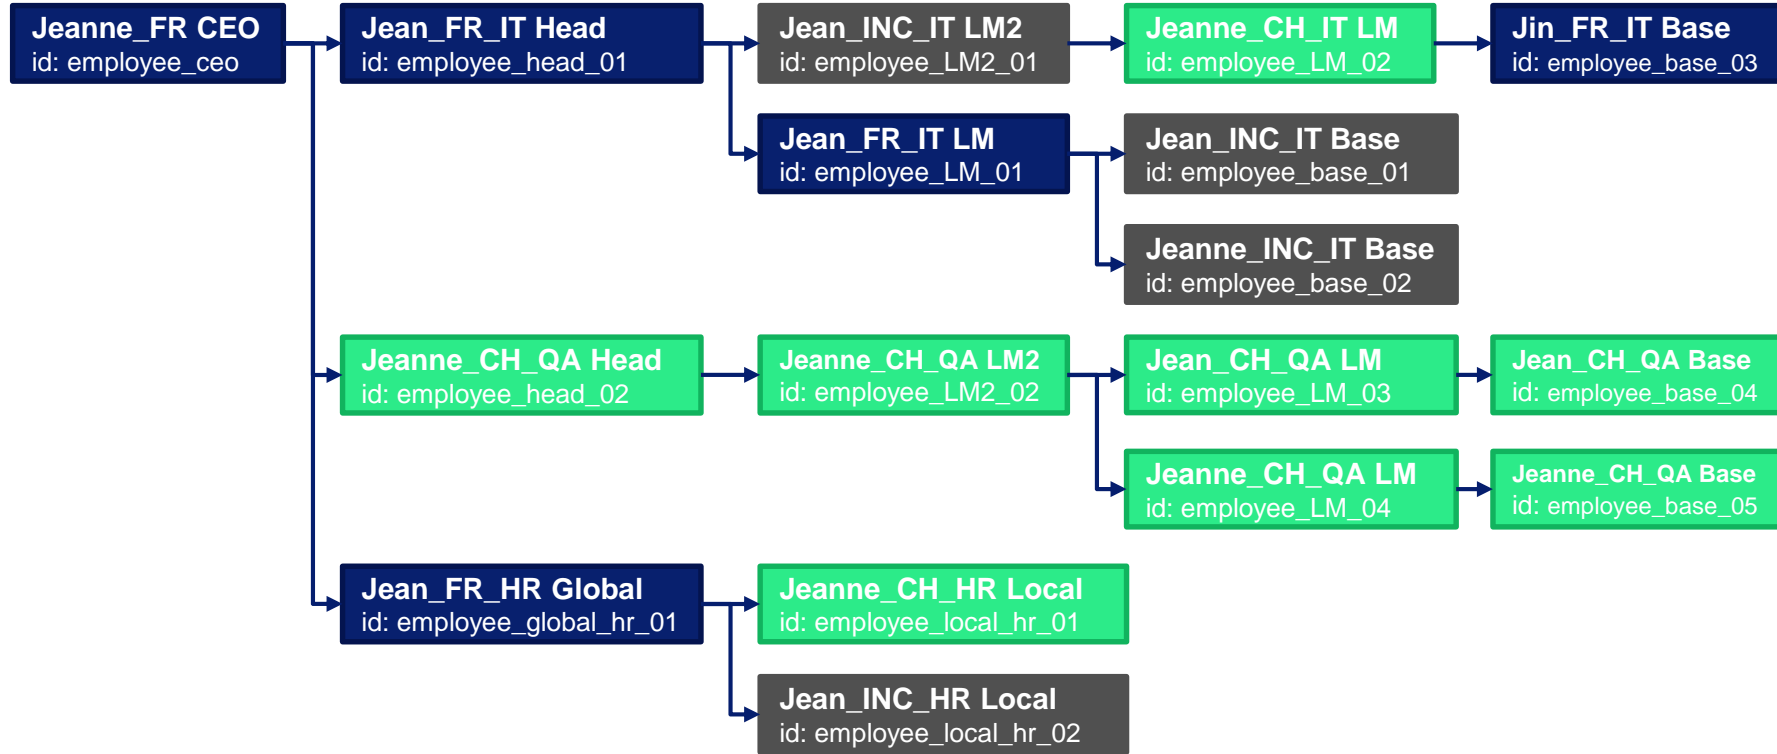 Jeanne_FR CEO
id: employee_ceo
Jean_FR_IT Head
id: employee_head_01
Jean_INC_IT LM2
id: employee_LM2_01
Jeanne_CH_IT LM
id: employee_LM_02
Jin_FR_IT Base
id: employee_base_03
Jean_FR_IT LM
id: employee_LM_01
Jean_INC_IT Base
id: employee_base_01
Jeanne_INC_IT Base
id: employee_base_02
Jeanne_CH_QA Head
id: employee_head_02
Jeanne_CH_QA LM2
id: employee_LM2_02
Jean_CH_QA LM
id: employee_LM_03
Jean_CH_QA Base
id: employee_base_04
Jeanne_CH_QA LM
id: employee_LM_04
Jeanne_CH_QA Base
id: employee_base_05
Jean_FR_HR Global
id: employee_global_hr_01
Jeanne_CH_HR Local
id: employee_local_hr_01
Jean_INC_HR Local
id: employee_local_hr_02